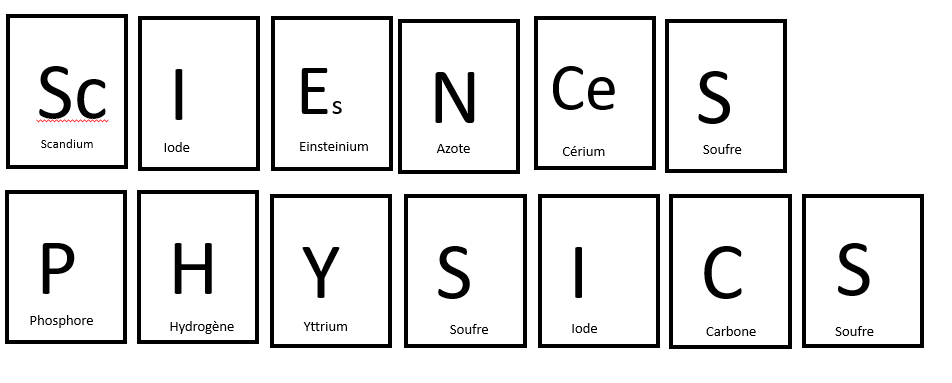 Sc I Es N Ce S
Scandium Iode Einsteinium Azote Cérium Soufre
P H Y S I C S
Phosphore Hydrogène Yttrium Soufre Iode Carbone Soufre